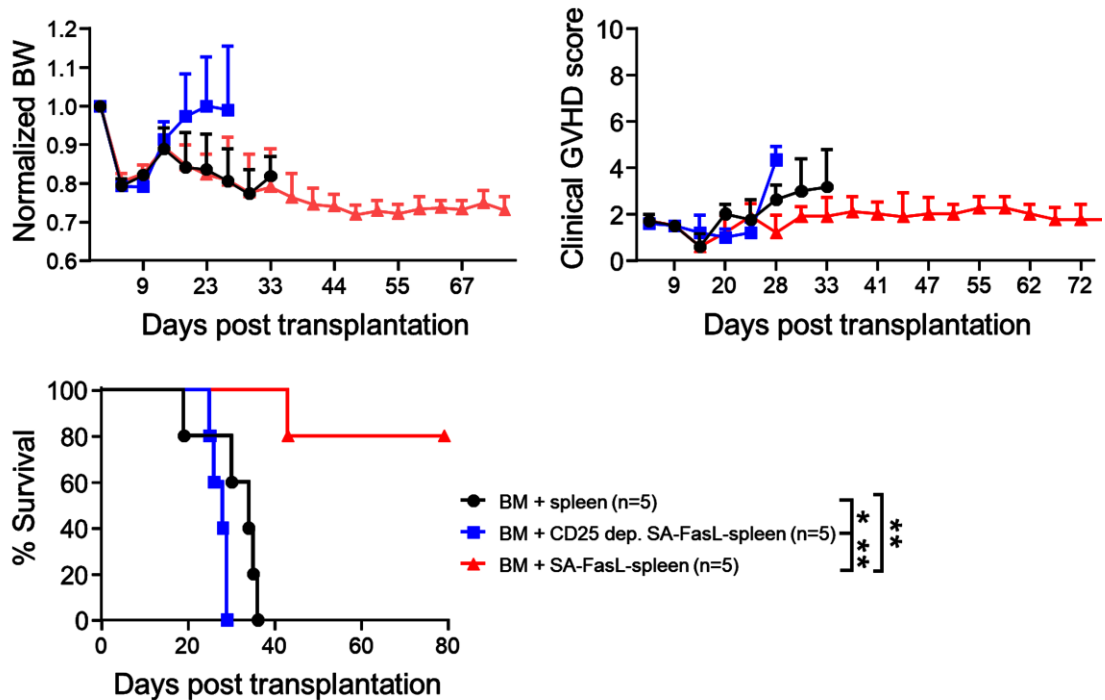 1.2
1.1
1.0
0.9
0.8
0.7
0.6
Normalized BW
9 23 33 44 55 67
Days post transplantation
10
8
6
4
2
0
Clinical GVHD score
9 20 28 33 41 47 55 62 72
Days post transplantation
100
80
60
40
20
0
% Survival
0 20 40 60 80
Days post transplantation
BM + spleen (n=5)
BM + CD25 dep. SA-FasL-spleen (n=5)
BM + SA-FasL-spleen (n=5)
*
**
**